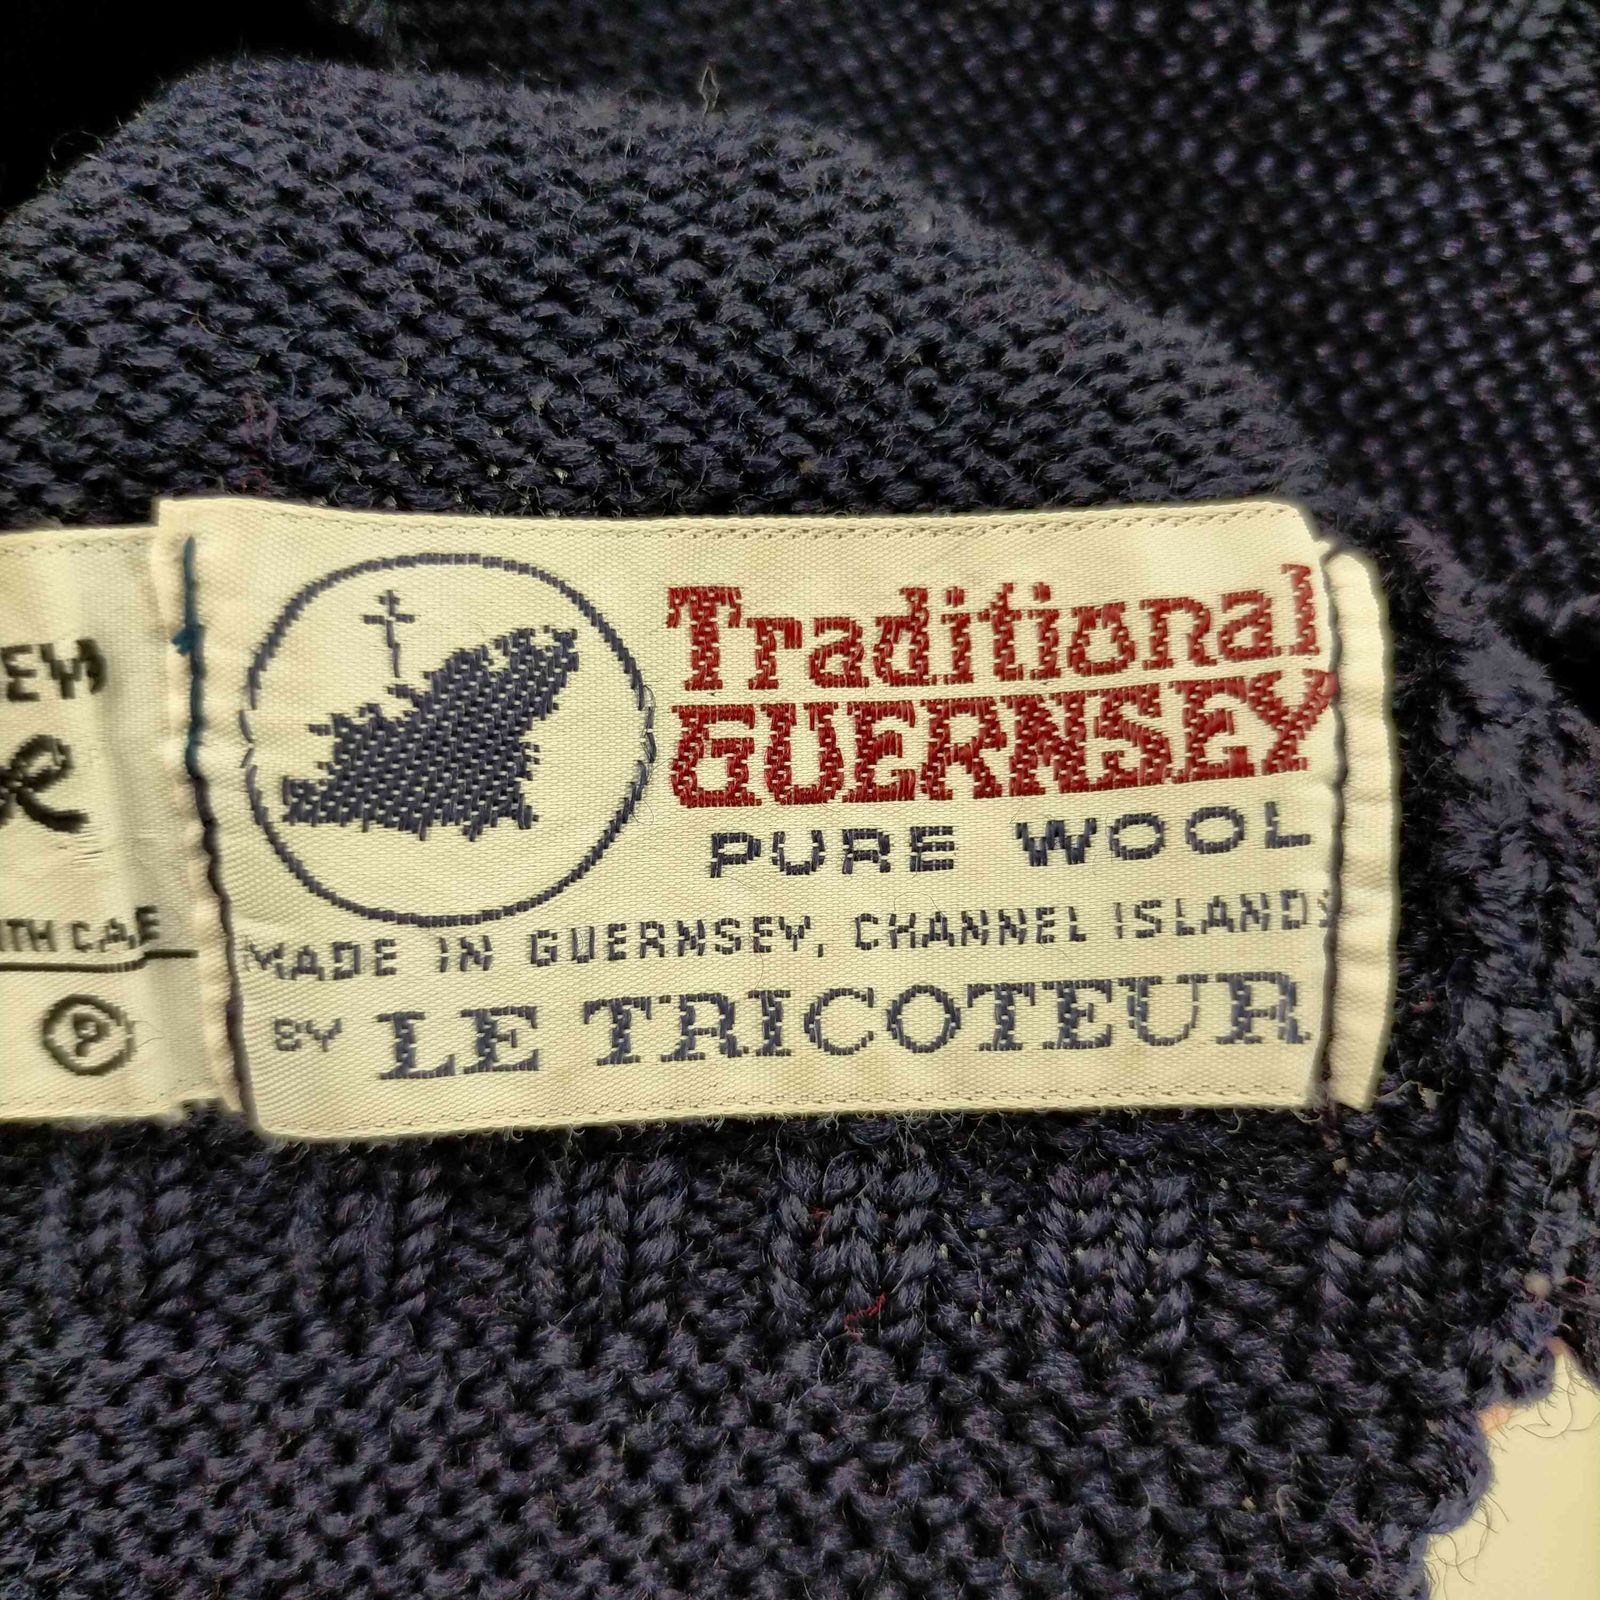 Traditional
GUERNSEY
PURE WOOL
MADE IN GUERNSEY, CHANNEL ISLANDS
BY LE TRICOTEUR
P